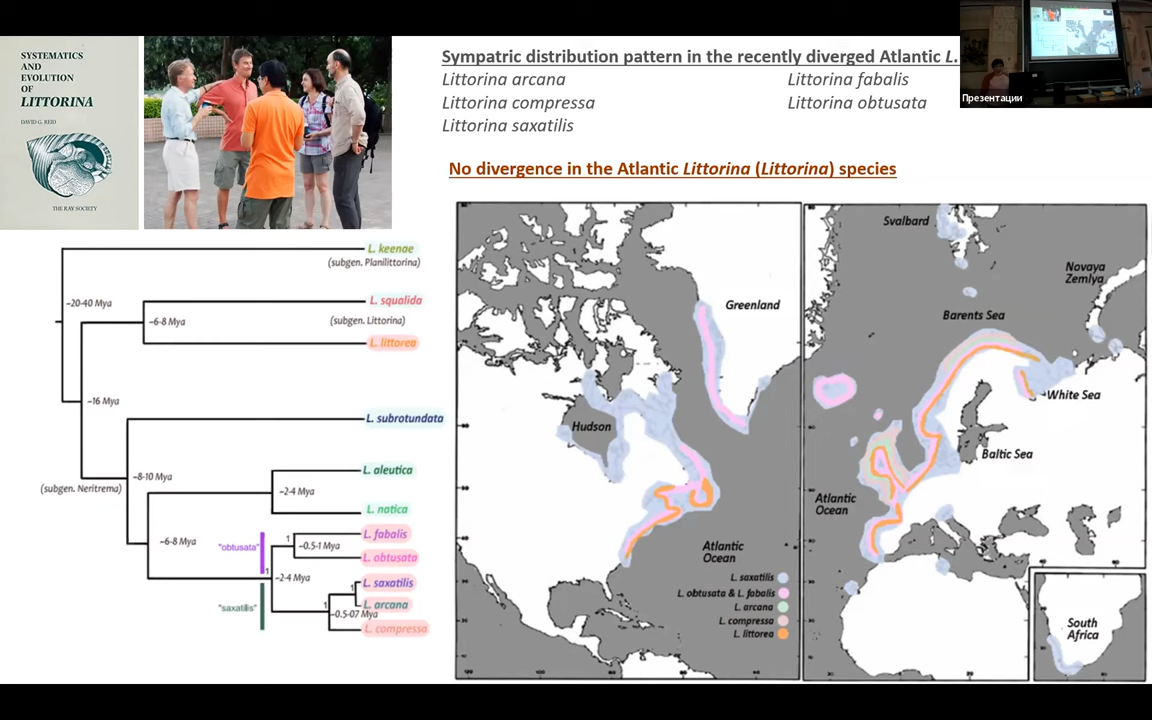 SYSTEMATICS
AND
EVOLUTION
OF
LITTORINA
DAVID G. REID
THE RAY SOCIETY
Sympatric distribution pattern in the recently diverged Atlantic L.
Littorina arcana
Littorina fabalis
Littorina compressa
Littorina obtusata
Littorina saxatilis
No divergence in the Atlantic Littorina (Littorina) species
Презентации
L. keenae
(subgen. Planilittorina)
~20-40 Mya
L. squalida
~6-8 Mya
(subgen. Littorina)
L. littorea
~16 Mya
L. subrotundata
~8-10 Mya
(subgen. Neritrema)
L. aleutica
~2-4 Mya
L. natica
~6-8 Mya
"obtusata"
1
L. fabalis
~0.5-1 Mya
L. obtusata
1
~2-4 Mya
"saxatilis"
1
L. saxatilis
1
L. arcana
~0.5-07 Mya
L. compressa
Greenland
Hudson
Atlantic
Ocean
L. saxatilis
L. obtusata & L. fabalis
L. arcana
L. compressa
L. littorea
Svalbard
Novaya
Zemlya
Barents Sea
White Sea
Baltic Sea
Atlantic
Ocean
South
Africa